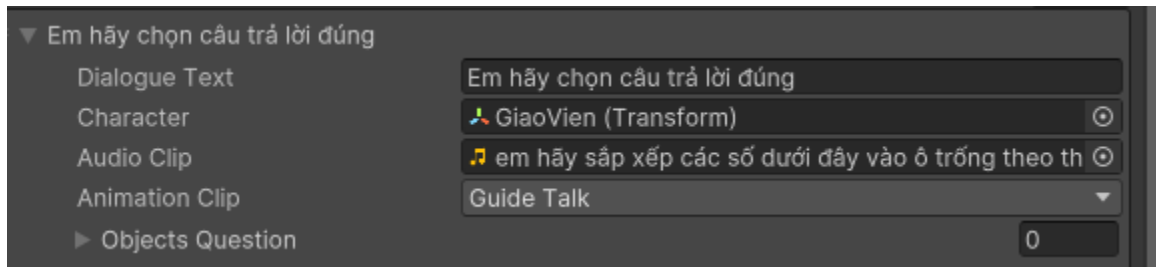 Em hãy chọn câu trả lời đúng
Dialogue Text Em hãy chọn câu trả lời đúng
Character GiaoVien (Transform)
Audio Clip em hãy sắp xếp các số dưới đây vào ô trống theo th
Animation Clip Guide Talk
Objects Question 0